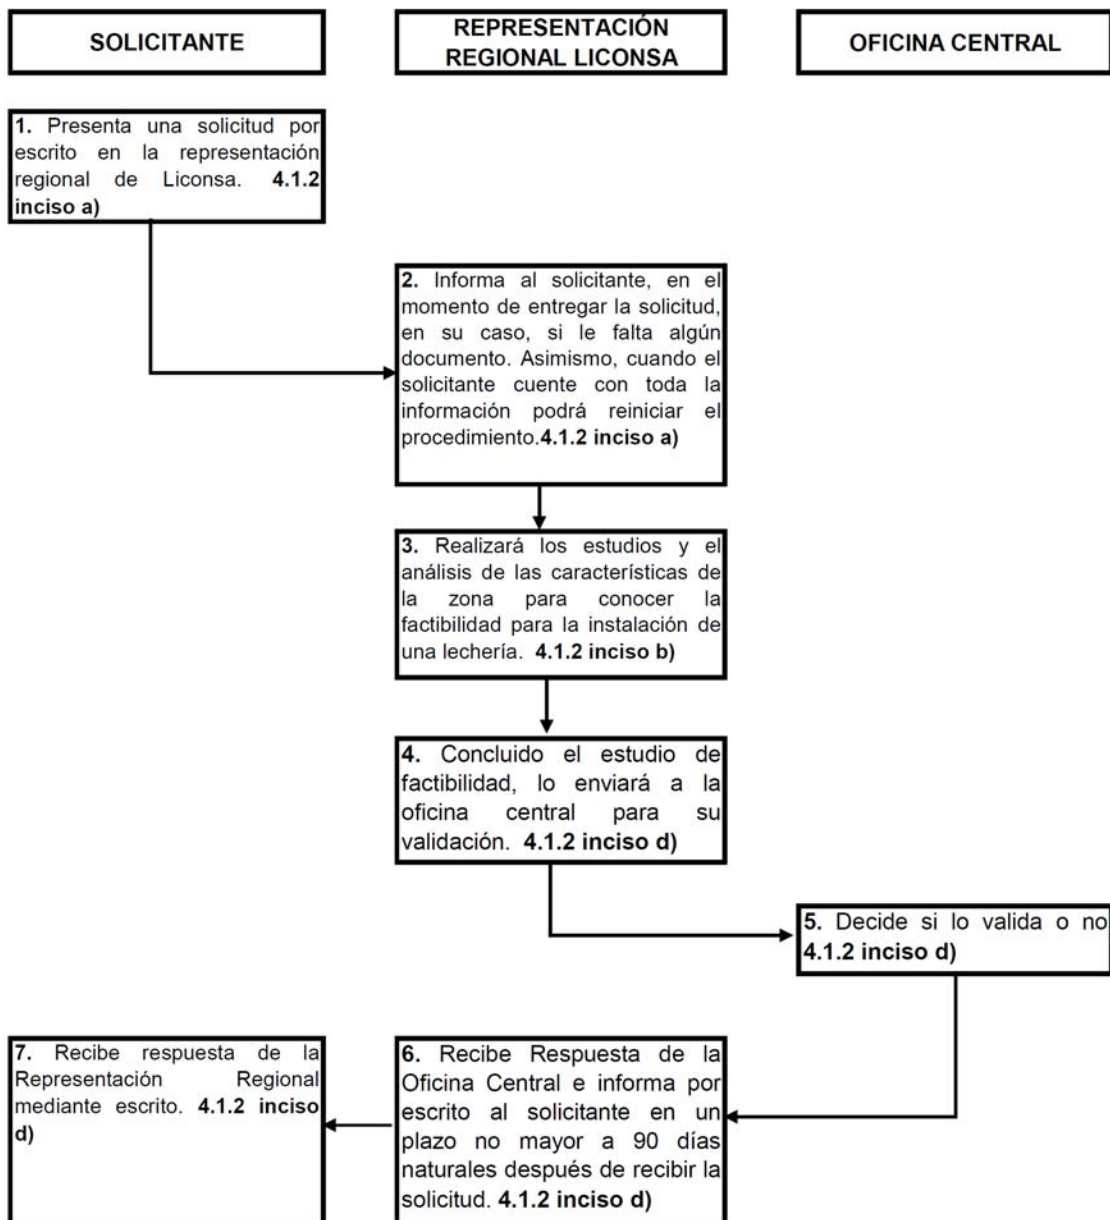 SOLICITANTE
REPRESENTACIÓN
REGIONAL LICONSA
OFICINA CENTRAL
1. Presenta una solicitud por
escrito en la representación
regional de Liconsa. 4.1.2
inciso a)
2. Informa al solicitante, en el
momento de entregar la solicitud,
en su caso, si le falta algún
documento. Asimismo, cuando el
solicitante cuente con toda la
información podrá reiniciar el
procedimiento.4.1.2 inciso a)
3. Realizará los estudios y el
análisis de las características de
la zona para conocer la
factibilidad para la instalación de
una lechería. 4.1.2 inciso b)
4. Concluido el estudio de
factibilidad, lo enviará a la
oficina central para su
validación. 4.1.2 inciso d)
5. Decide si lo valida o no
4.1.2 inciso d)
6. Recibe Respuesta de la
Oficina Central e informa por
escrito al solicitante en un
plazo no mayor a 90 días
naturales después de recibir la
solicitud. 4.1.2 inciso d)
7. Recibe respuesta de la
Representación Regional
mediante escrito. 4.1.2 inciso
d)